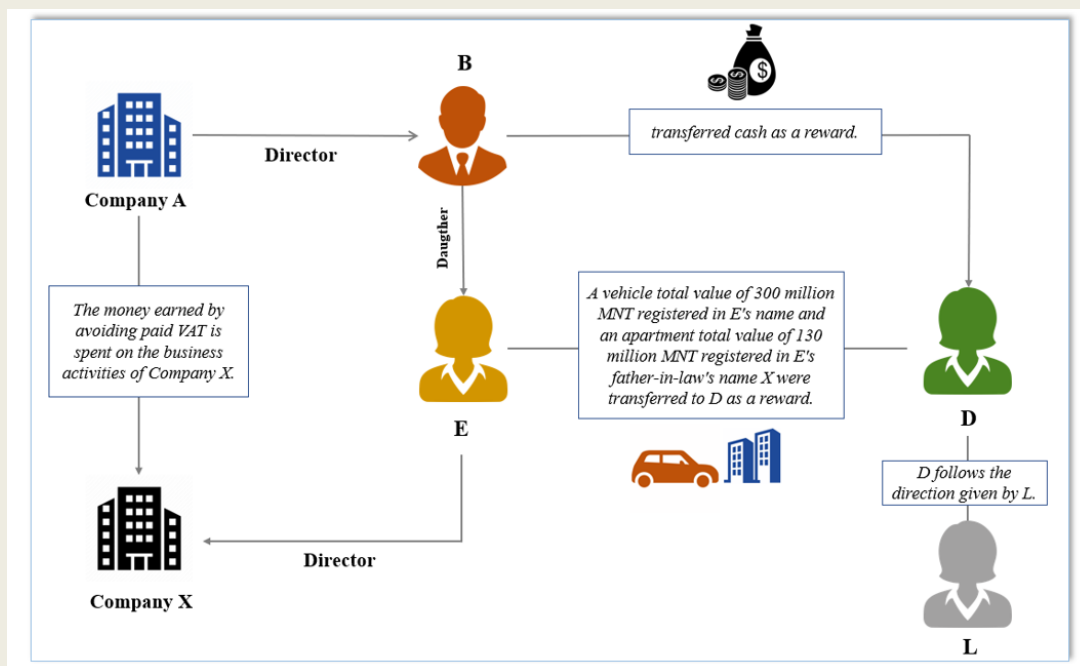 B
transferred cash as a reward.
Director
Company A
Daugther
The money earned by
avoiding paid VAT is
spent on the business
activities of Company X.
A vehicle total value of 300 million
MNT registered in E's name and
an apartment total value of 130
million MNT registered in E's
father-in-law's name X were
transferred to D as a reward.
E
D
D follows the
direction given by L.
Director
Company X
L